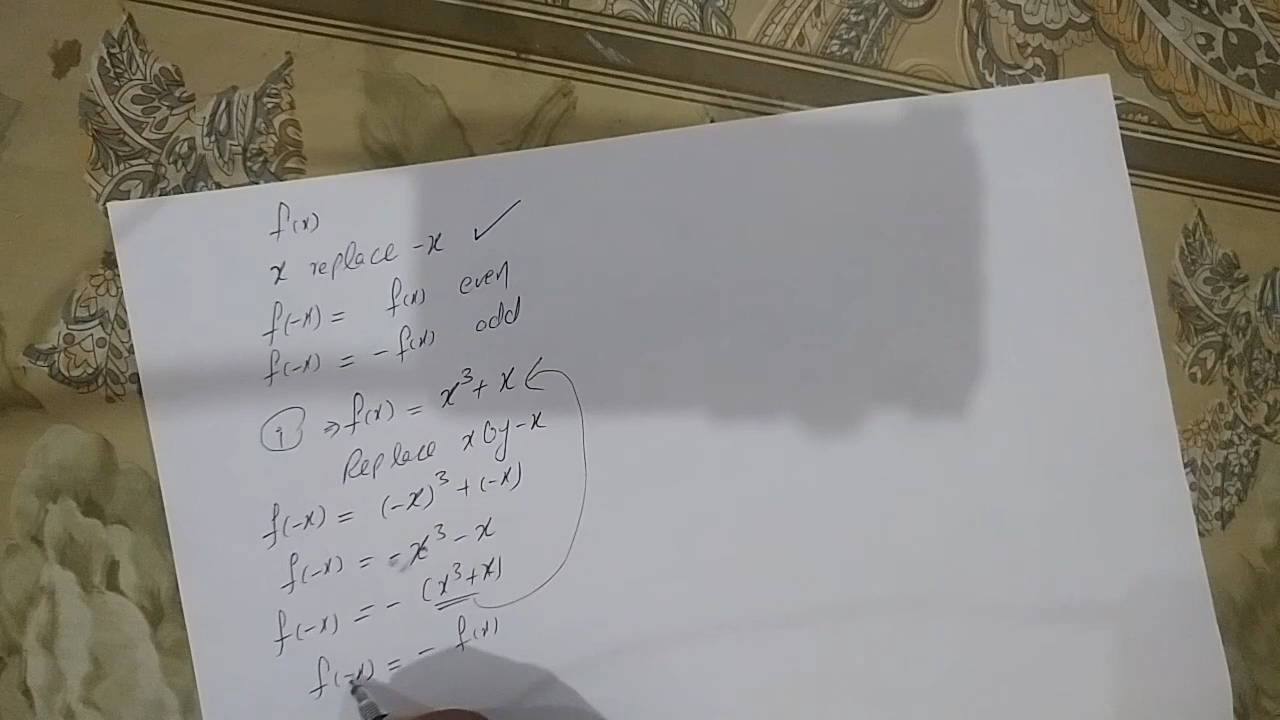 f(x)
x replace -x ✓
f(-x) = f(x) even
f(-x) = -f(x) odd
(i) ⇒ f(x) = x³ + x
Replace x by -x
f(-x) = (-x)³ + (-x)
f(-x) = -x³ - x
f(-x) = - (x³+x)
f(-x) = - f(x)